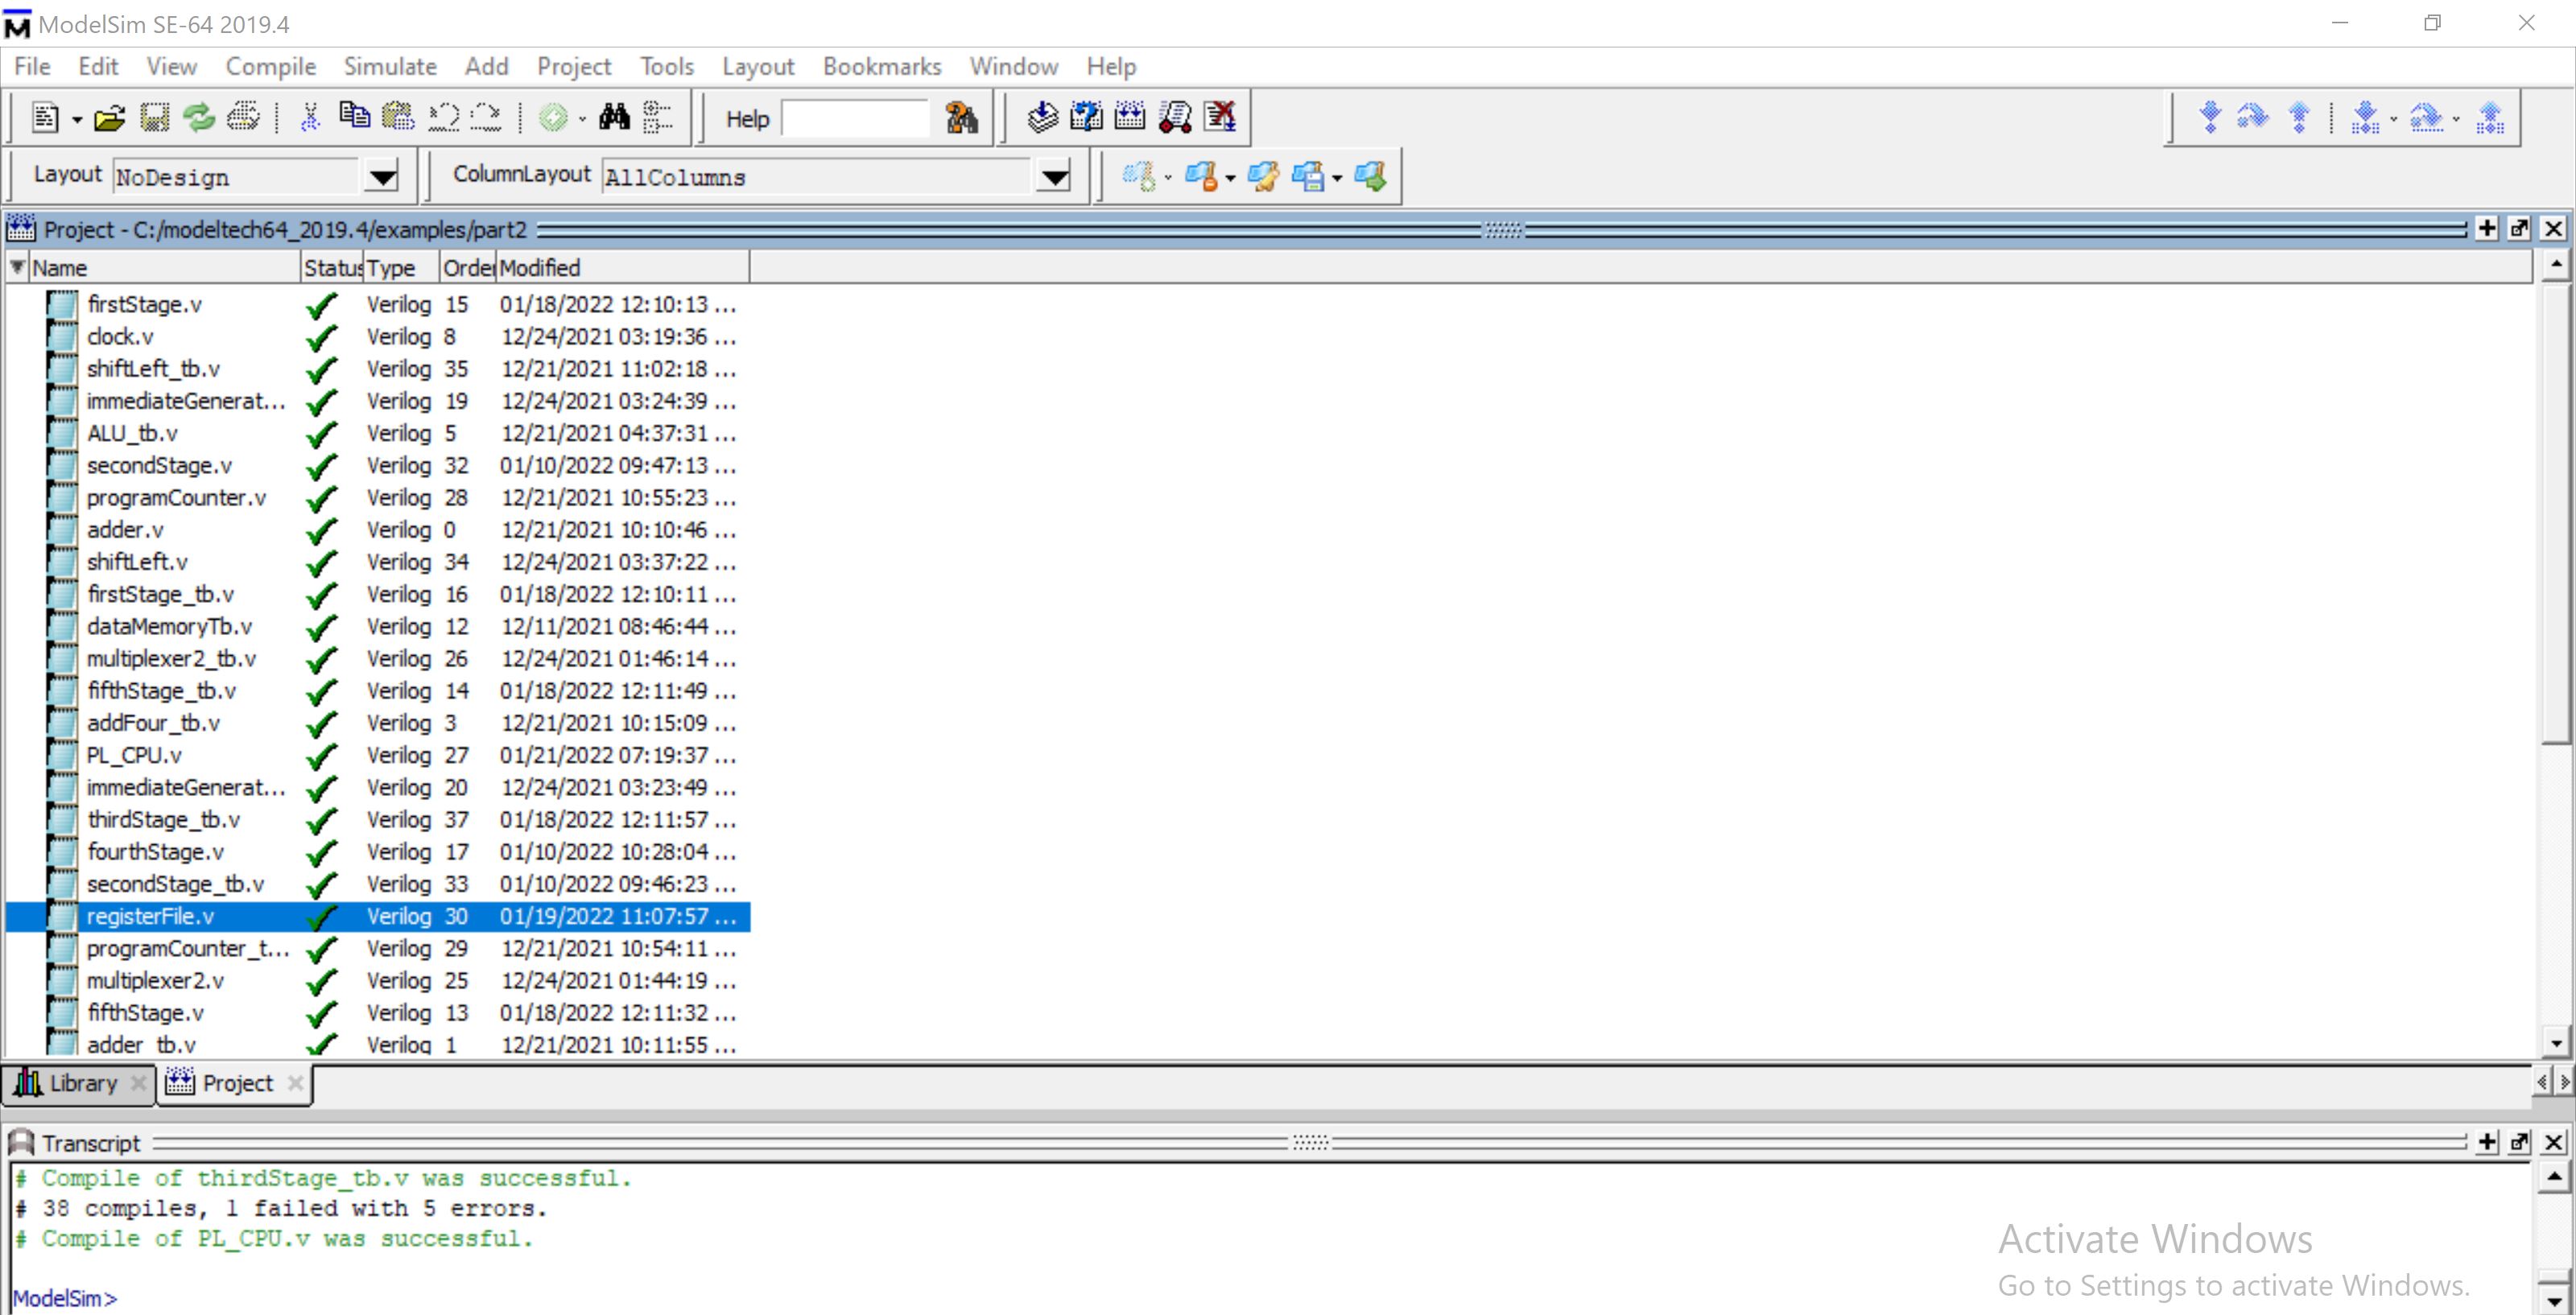 ModelSim SE-64 2019.4
File Edit View Compile Simulate Add Project Tools Layout Bookmarks Window Help
Help
Layout NoDesign ColumnLayout AllColumns
Project - C:/modeltech64_2019.4/examples/part2
Name Status Type Order Modified
firstStage.v Verilog 15 01/18/2022 12:10:13 ...
clock.v Verilog 8 12/24/2021 03:19:36 ...
shiftLeft_tb.v Verilog 35 12/21/2021 11:02:18 ...
immediateGenerat... Verilog 19 12/24/2021 03:24:39 ...
ALU_tb.v Verilog 5 12/21/2021 04:37:31 ...
secondStage.v Verilog 32 01/10/2022 09:47:13 ...
programCounter.v Verilog 28 12/21/2021 10:55:23 ...
adder.v Verilog 0 12/21/2021 10:10:46 ...
shiftLeft.v Verilog 34 12/24/2021 03:37:22 ...
firstStage_tb.v Verilog 16 01/18/2022 12:10:11 ...
dataMemoryTb.v Verilog 12 12/11/2021 08:46:44 ...
multiplexer2_tb.v Verilog 26 12/24/2021 01:46:14 ...
fifthStage_tb.v Verilog 14 01/18/2022 12:11:49 ...
addFour_tb.v Verilog 3 12/21/2021 10:15:09 ...
PL_CPU.v Verilog 27 01/21/2022 07:19:37 ...
immediateGenerat... Verilog 20 12/24/2021 03:23:49 ...
thirdStage_tb.v Verilog 37 01/18/2022 12:11:57 ...
fourthStage.v Verilog 17 01/10/2022 10:28:04 ...
secondStage_tb.v Verilog 33 01/10/2022 09:46:23 ...
registerFile.v Verilog 30 01/19/2022 11:07:57 ...
programCounter_t... Verilog 29 12/21/2021 10:54:11 ...
multiplexer2.v Verilog 25 12/24/2021 01:44:19 ...
fifthStage.v Verilog 13 01/18/2022 12:11:32 ...
adder_tb.v Verilog 1 12/21/2021 10:11:55 ...
Library Project
Transcript
# Compile of thirdStage_tb.v was successful.
# 38 compiles, 1 failed with 5 errors.
# Compile of PL_CPU.v was successful.
ModelSim>
Activate Windows
Go to Settings to activate Windows.